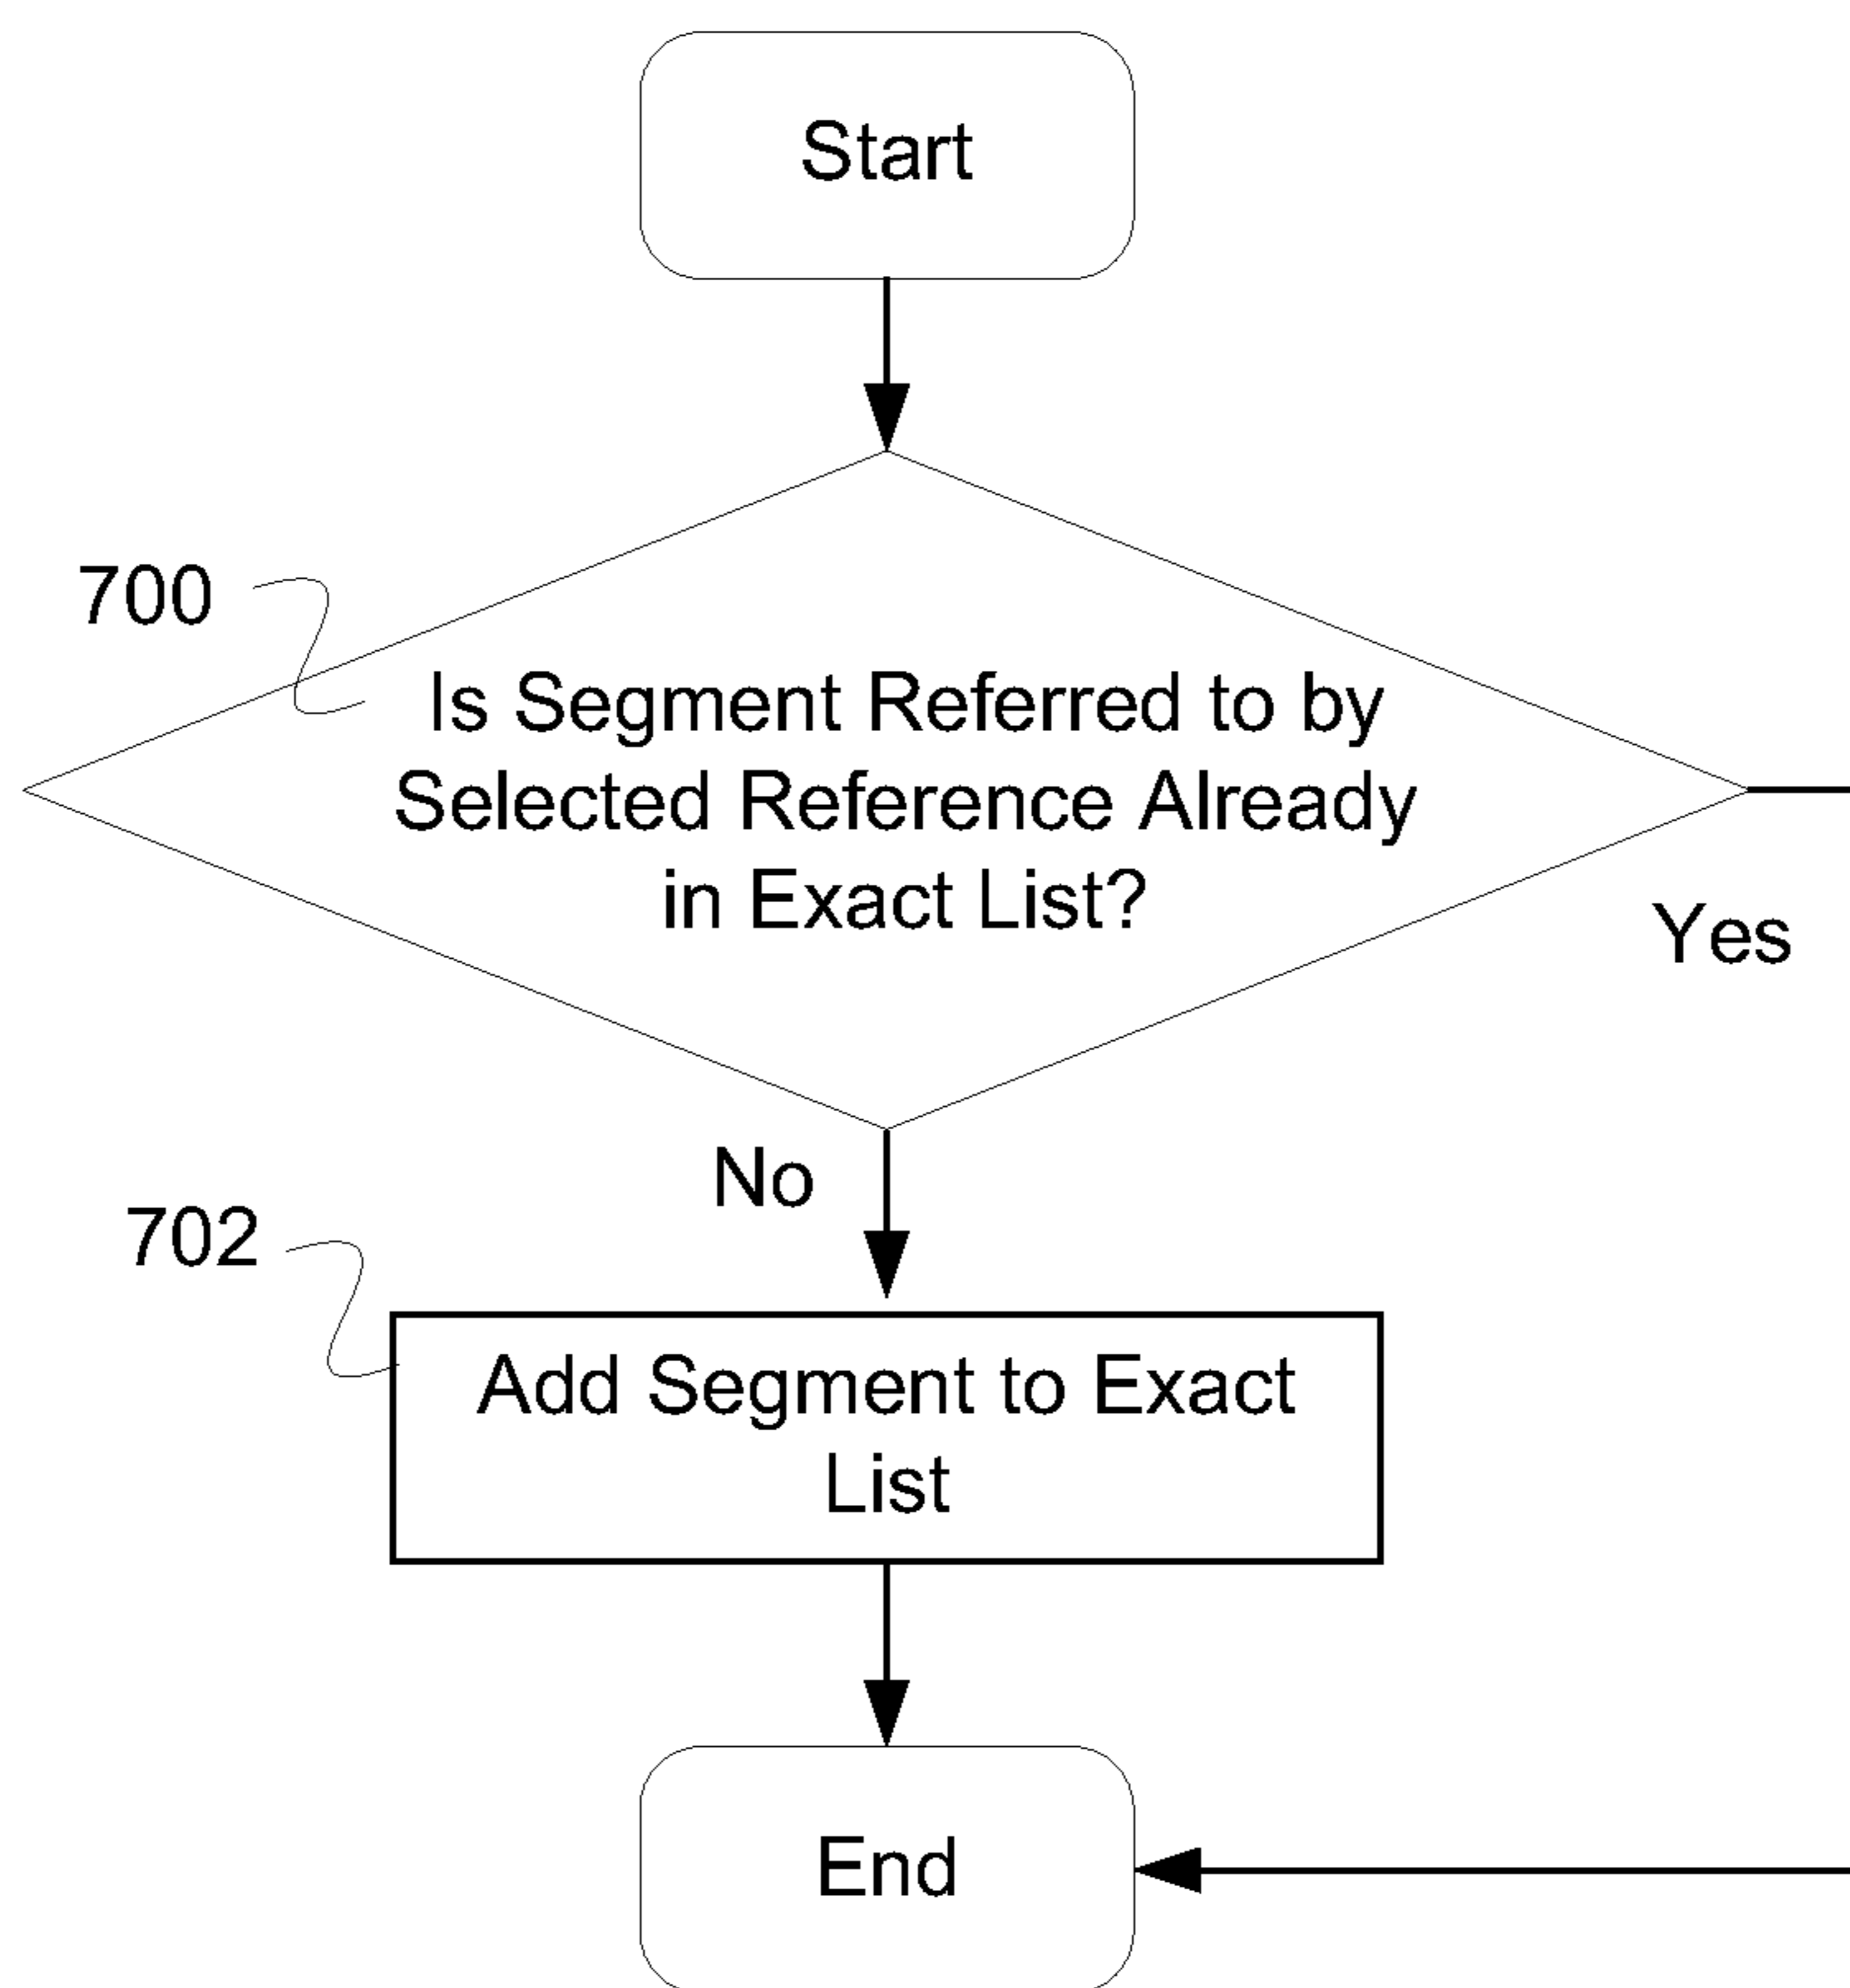 Start
700
Is Segment Referred to by
Selected Reference Already
in Exact List?
Yes
No
702
Add Segment to Exact
List
End